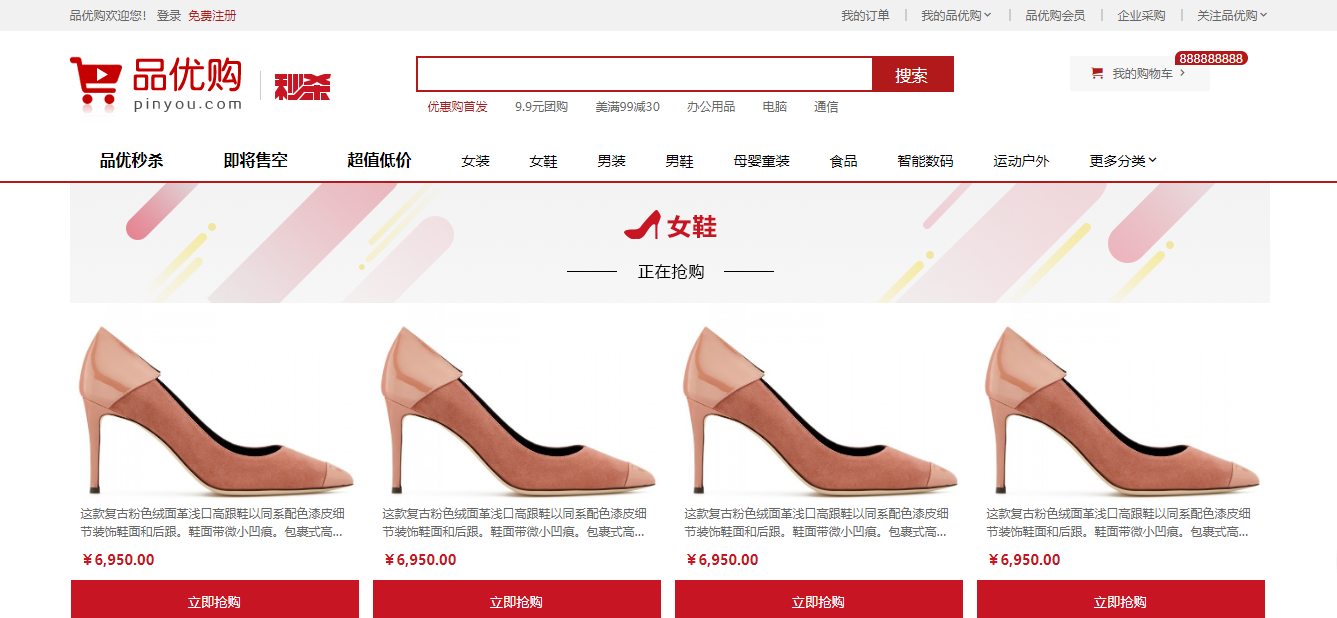 品优购欢迎您! 登录 免费注册
我的订单 我的品优购 品优购会员 企业采购 关注品优购
品优购
pinyou.com
秒杀
搜索
我的购物车
888888888
优惠购首发 9.9元团购 美满99减30 办公用品 电脑 通信
品优秒杀 即将售空 超值低价 女装 女鞋 男装 男鞋 母婴童装 食品 智能数码 运动户外 更多分类
女鞋
正在抢购
这款复古粉色绒面革浅口高跟鞋以同系配色漆皮细
节装饰鞋面和后跟。鞋面带微小凹痕。包裹式高...
¥6,950.00
立即抢购
这款复古粉色绒面革浅口高跟鞋以同系配色漆皮细
节装饰鞋面和后跟。鞋面带微小凹痕。包裹式高...
¥6,950.00
立即抢购
这款复古粉色绒面革浅口高跟鞋以同系配色漆皮细
节装饰鞋面和后跟。鞋面带微小凹痕。包裹式高...
¥6,950.00
立即抢购
这款复古粉色绒面革浅口高跟鞋以同系配色漆皮细
节装饰鞋面和后跟。鞋面带微小凹痕。包裹式高...
¥6,950.00
立即抢购